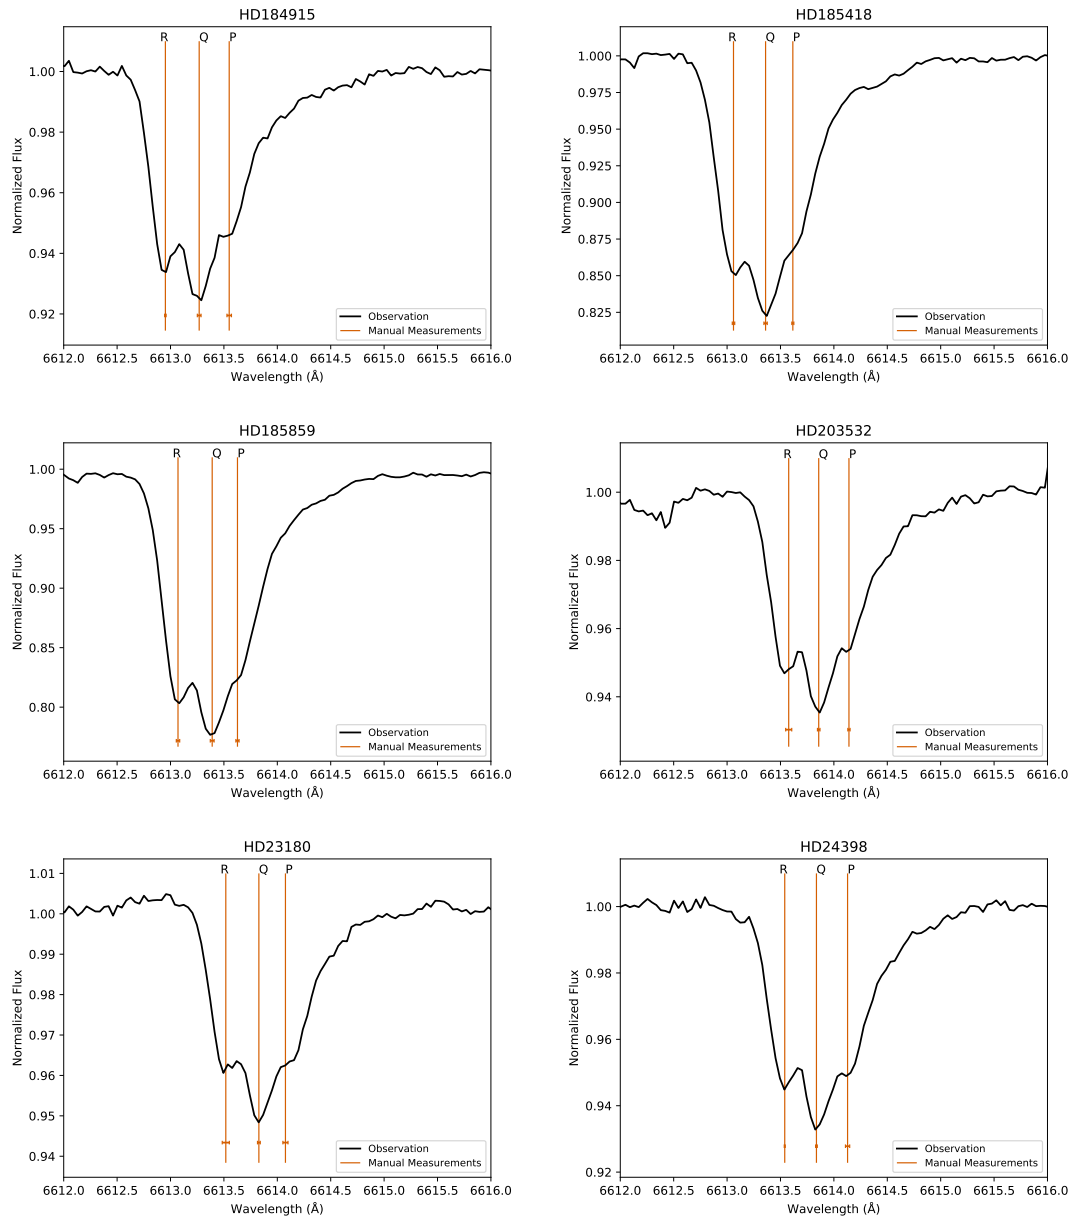 HD184915
R Q P
1.00
0.98
0.96
0.94
0.92
Normalized Flux
Observation
Manual Measurements
6612.0 6612.5 6613.0 6613.5 6614.0 6614.5 6615.0 6615.5 6616.0
Wavelength (Å)
HD185418
R Q P
1.000
0.975
0.950
0.925
0.900
0.875
0.850
0.825
Normalized Flux
Observation
Manual Measurements
6612.0 6612.5 6613.0 6613.5 6614.0 6614.5 6615.0 6615.5 6616.0
Wavelength (Å)
HD185859
R Q P
1.00
0.95
0.90
0.85
0.80
Normalized Flux
Observation
Manual Measurements
6612.0 6612.5 6613.0 6613.5 6614.0 6614.5 6615.0 6615.5 6616.0
Wavelength (Å)
HD203532
R Q P
1.00
0.98
0.96
0.94
Normalized Flux
Observation
Manual Measurements
6612.0 6612.5 6613.0 6613.5 6614.0 6614.5 6615.0 6615.5 6616.0
Wavelength (Å)
HD23180
R Q P
1.01
1.00
0.99
0.98
0.97
0.96
0.95
0.94
Normalized Flux
Observation
Manual Measurements
6612.0 6612.5 6613.0 6613.5 6614.0 6614.5 6615.0 6615.5 6616.0
Wavelength (Å)
HD24398
R Q P
1.00
0.98
0.96
0.94
0.92
Normalized Flux
Observation
Manual Measurements
6612.0 6612.5 6613.0 6613.5 6614.0 6614.5 6615.0 6615.5 6616.0
Wavelength (Å)